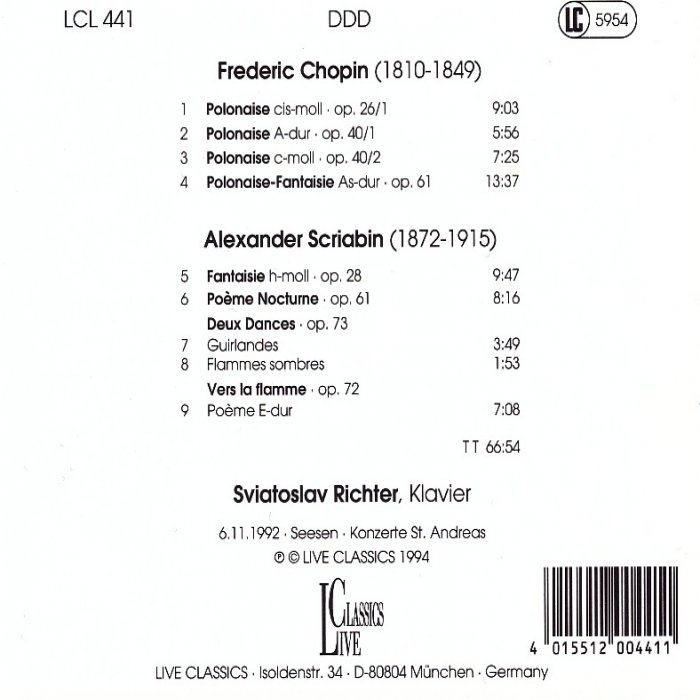 LCL 441 DDD LC 5954
Frederic Chopin (1810-1849)
1 Polonaise cis-moll · op. 26/1 9:03
2 Polonaise A-dur · op. 40/1 5:56
3 Polonaise c-moll · op. 40/2 7:25
4 Polonaise-Fantaisie As-dur · op. 61 13:37
Alexander Scriabin (1872-1915)
5 Fantaisie h-moll · op. 28 9:47
6 Poème Nocturne · op. 61 8:16
Deux Dances · op. 73
7 Guirlandes 3:49
8 Flammes sombres 1:53
Vers la flamme · op. 72
9 Poème E-dur 7:08
TT 66:54
Sviatoslav Richter, Klavier
6.11.1992 · Seesen · Konzerte St. Andreas
℗ © LIVE CLASSICS 1994
CLASSICS
LIVE
4 015512 004411
LIVE CLASSICS · Isoldenstr. 34 · D-80804 München · Germany